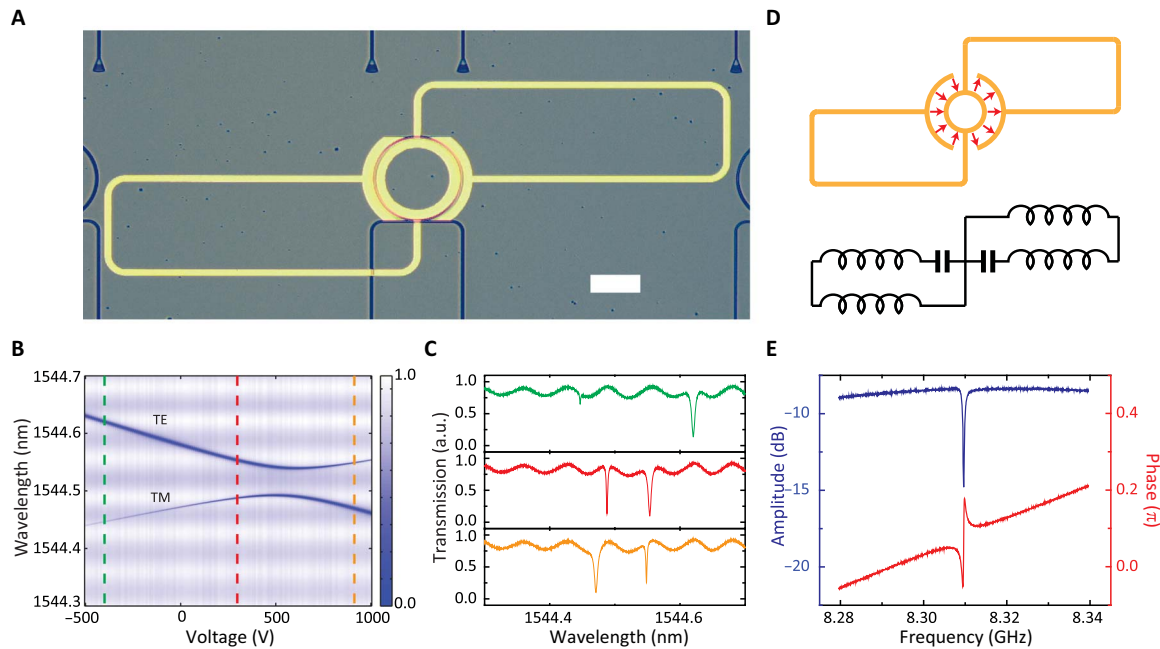 A
D
B
1544.7
1544.6
1544.5
1544.4
1544.3
Wavelength (nm)
TE
TM
−500
0
500
1000
Voltage (V)
1.0
0.0
C
1.0
0.5
0.0
1.0
0.5
0.0
1.0
0.5
0.0
Transmission (a.u.)
1544.4
1544.6
Wavelength (nm)
E
−10
−15
−20
Amplitude (dB)
0.4
0.2
0.0
Phase (π)
8.28
8.30
8.32
8.34
Frequency (GHz)